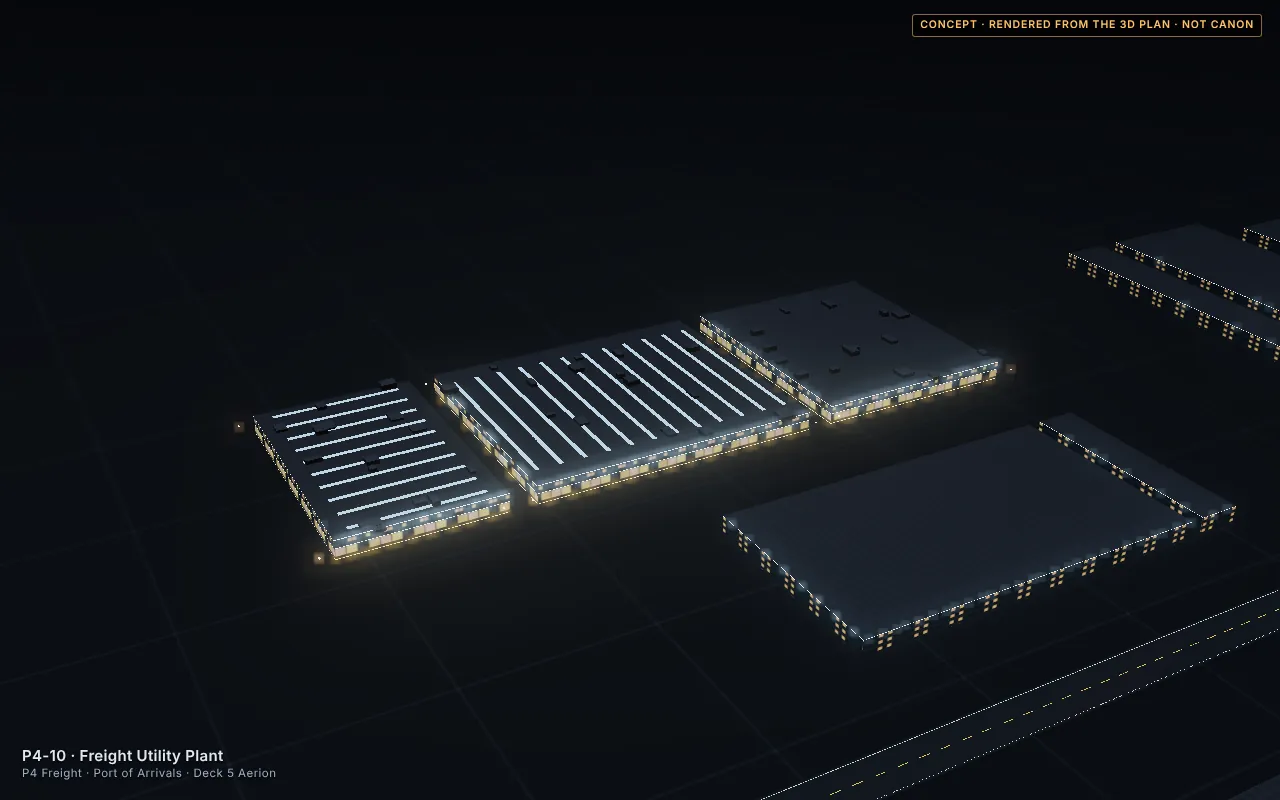 CONCEPT · RENDERED FROM THE 3D PLAN · NOT CANON
P4-10 · Freight Utility Plant
P4 Freight · Port of Arrivals · Deck 5 Aerion